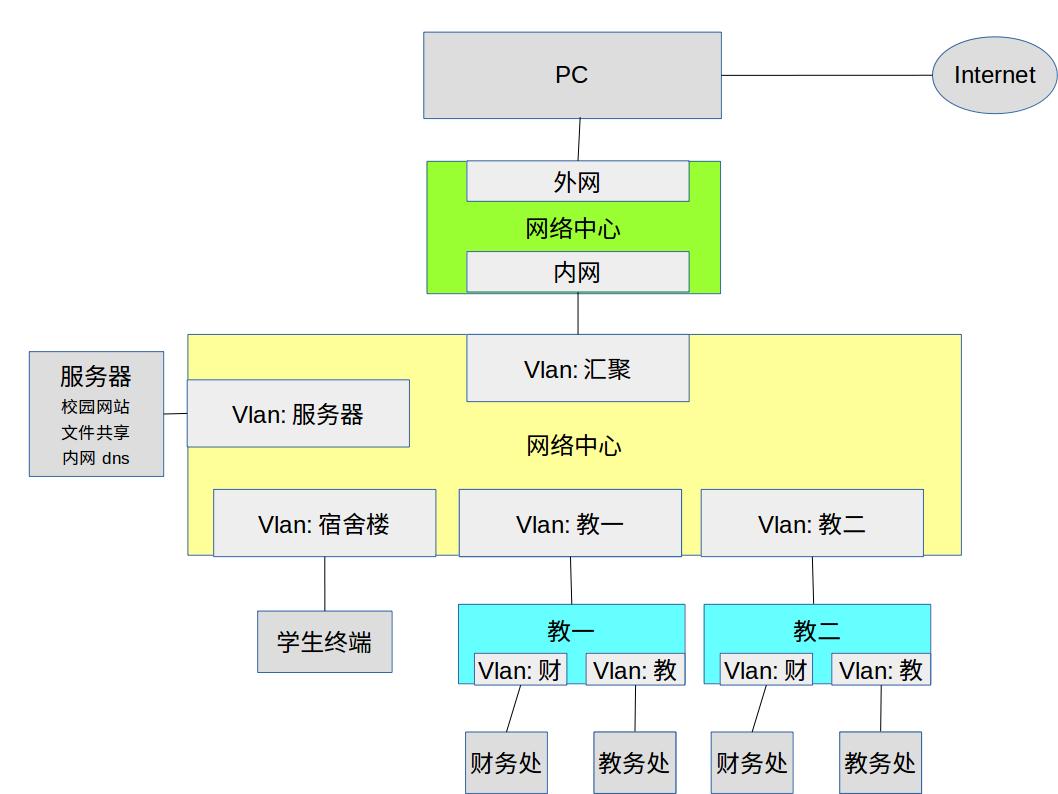 PC
Internet
外网
网络中心
内网
Vlan: 汇聚
服务器
校园网站
文件共享
内网 dns
Vlan: 服务器
网络中心
Vlan: 宿舍楼
Vlan: 教一
Vlan: 教二
学生终端
教一
Vlan: 财
Vlan: 教
教二
Vlan: 财
Vlan: 教
财务处
教务处
财务处
教务处